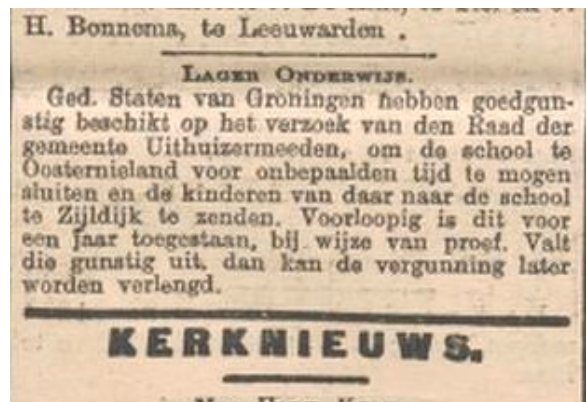 H. Bonnema, te Leeuwarden .
LAGER ONDERWIJS.
Ged. Staten van Groningen hebben goedgun-
stig beschikt op het verzoek van den Raad der
gemeente Uithuizermeeden, om de school te
Oosternieland voor onbepaalden tijd te mogen
sluiten en de kinderen van daar naar de school
te Zijldijk te zenden. Voorloopig is dit voor
een jaar toegestaan, bij wijze van proef. Valt
die gunstig uit, dan kan de vergunning later
worden verlengd.
KERKNIEUWS.